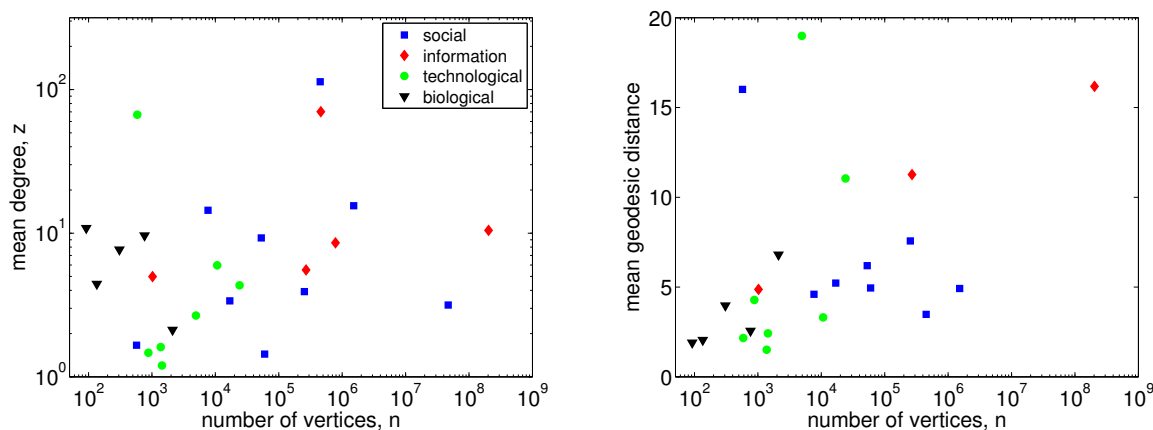 10^2
10^1
10^0
mean degree, z
social
information
technological
biological
10^2 10^3 10^4 10^5 10^6 10^7 10^8 10^9
number of vertices, n
20
15
10
5
0
mean geodesic distance
10^2 10^3 10^4 10^5 10^6 10^7 10^8 10^9
number of vertices, n